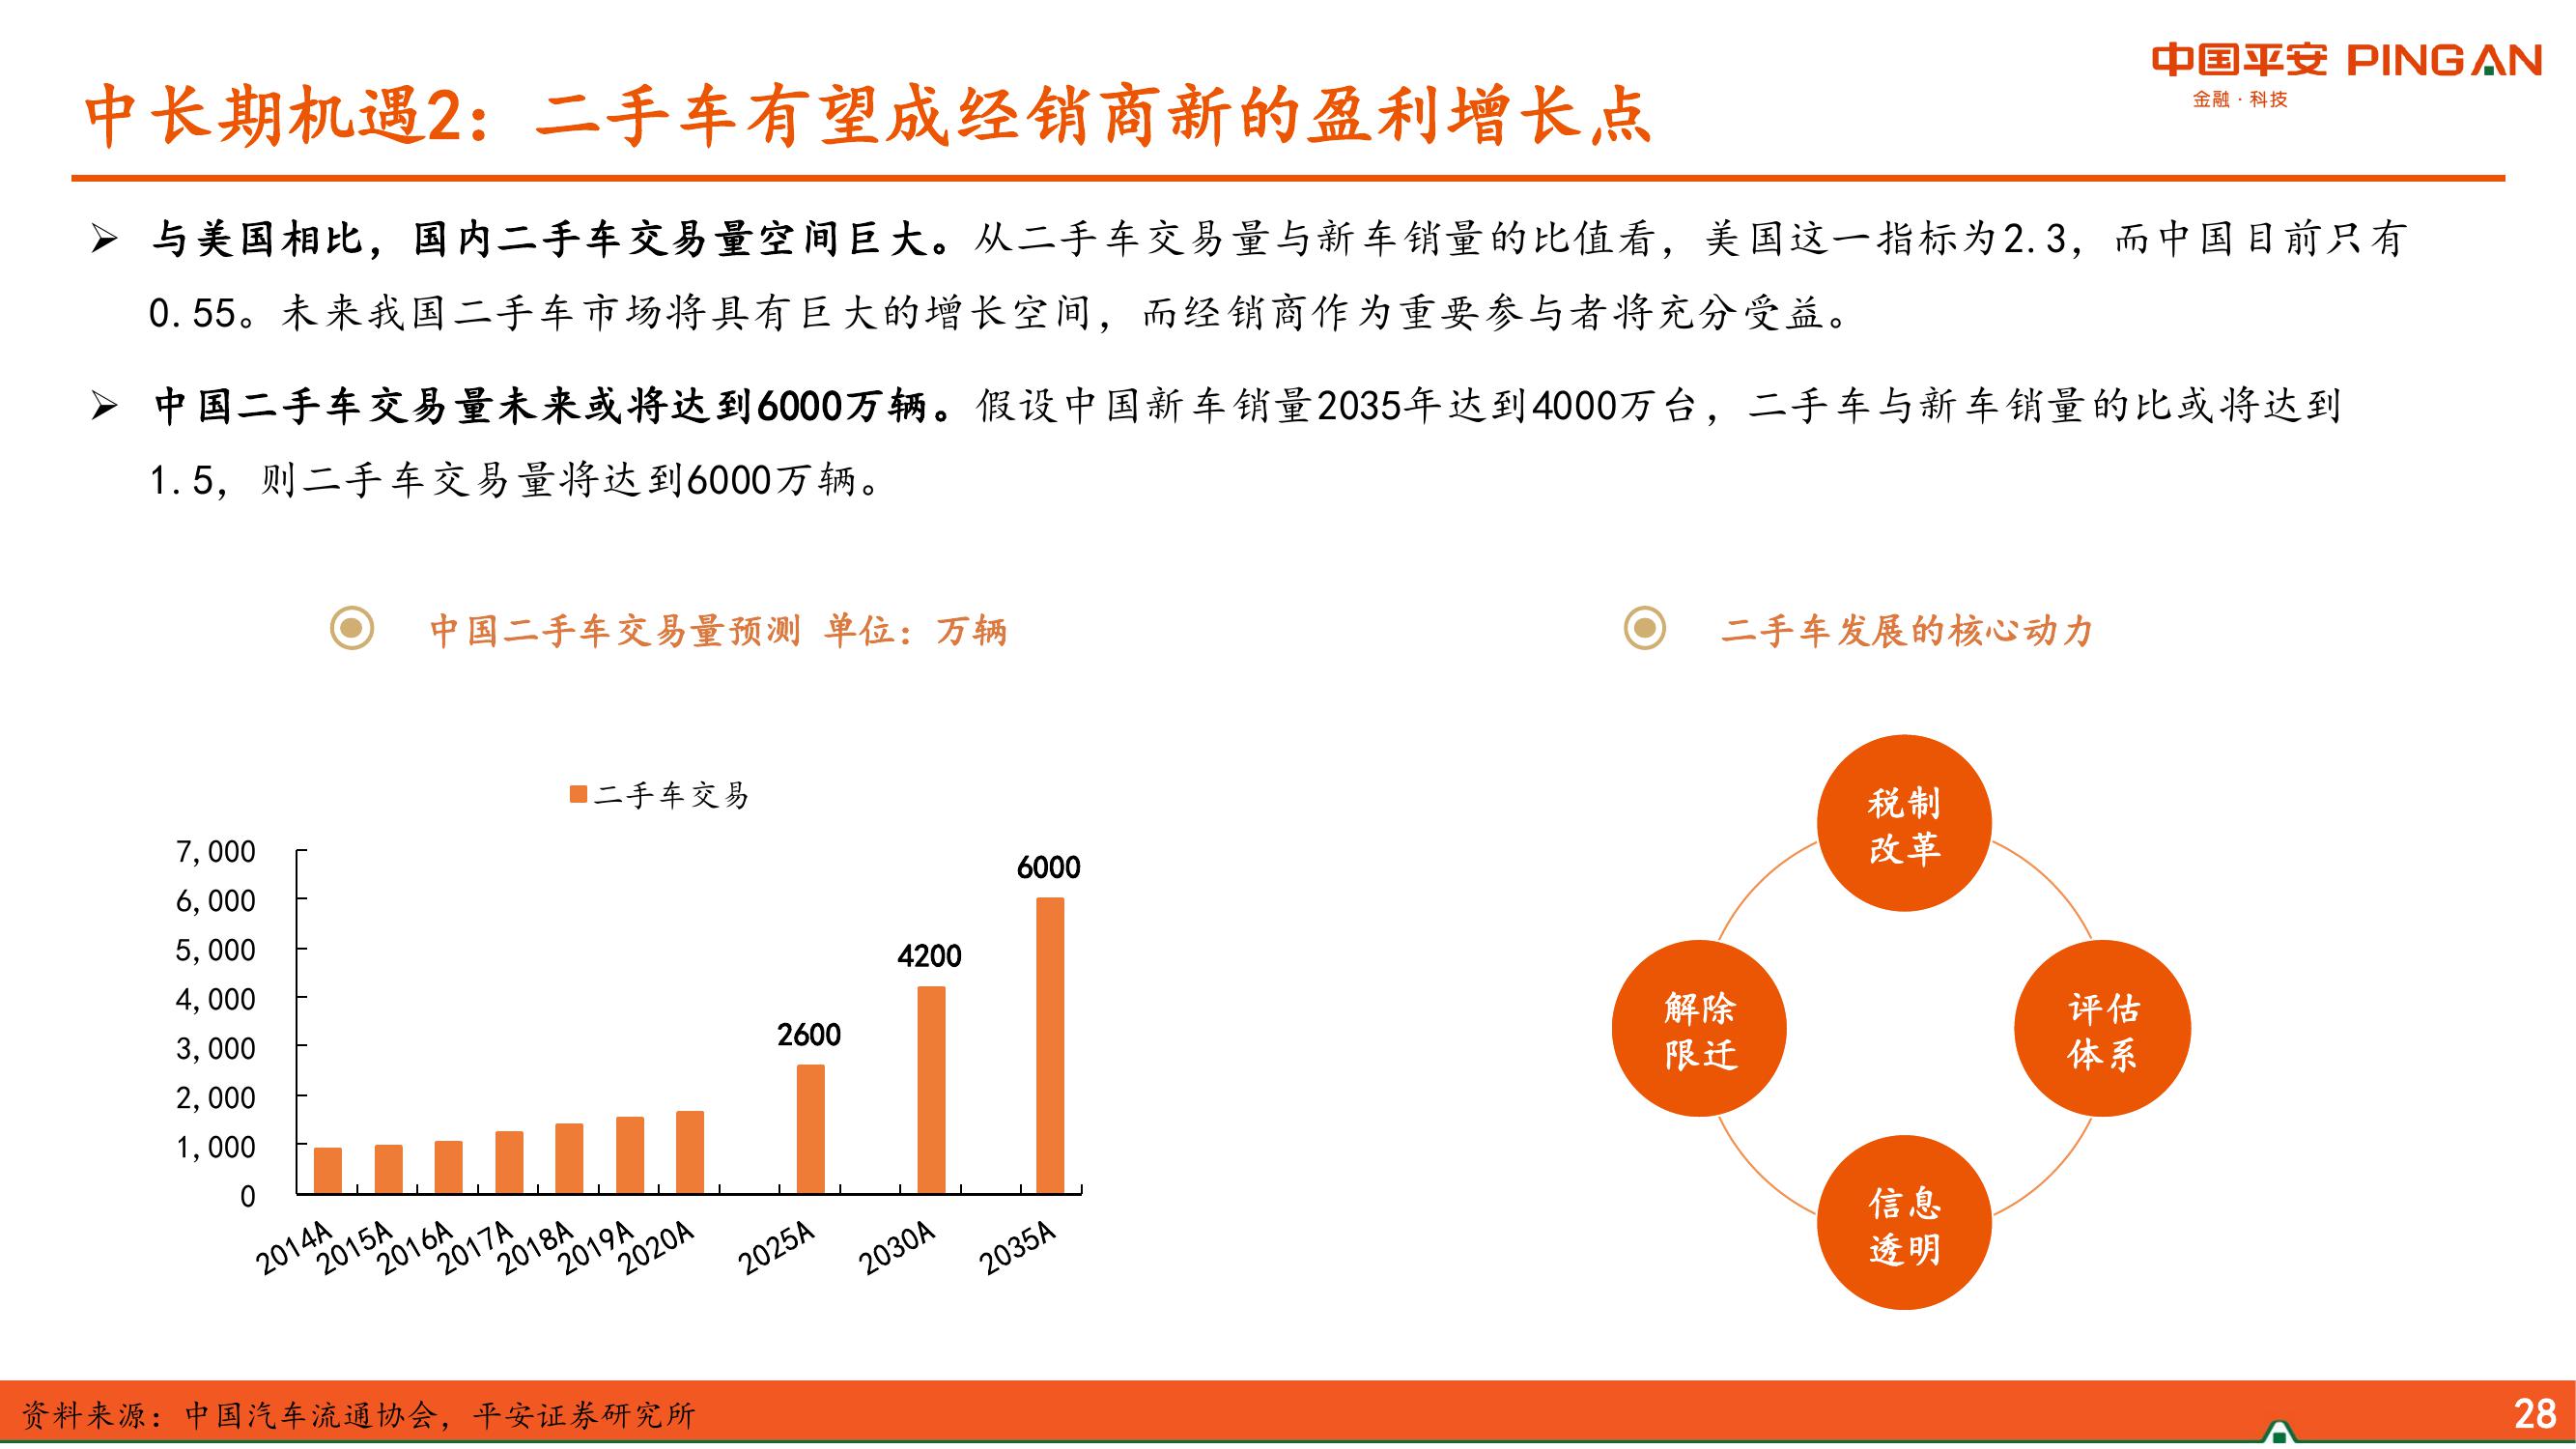 中国平安 PINGAN
金融·科技
中长期机遇2：二手车有望成经销商新的盈利增长点
与美国相比，国内二手车交易量空间巨大。从二手车交易量与新车销量的比值看，美国这一指标为2.3，而中国目前只有
0.55。未来我国二手车市场将具有巨大的增长空间，而经销商作为重要参与者将充分受益。
中国二手车交易量未来或将达到6000万辆。假设中国新车销量2035年达到4000万台，二手车与新车销量的比或将达到
1.5，则二手车交易量将达到6000万辆。
中国二手车交易量预测 单位：万辆
二手车交易
7,000
6,000
5,000
4,000
3,000
2,000
1,000
0
2600
4200
6000
2014A
2015A
2016A
2017A
2018A
2019A
2020A
2025A
2030A
2035A
二手车发展的核心动力
税制
改革
评估
体系
信息
透明
解除
限迁
资料来源：中国汽车流通协会，平安证券研究所
28